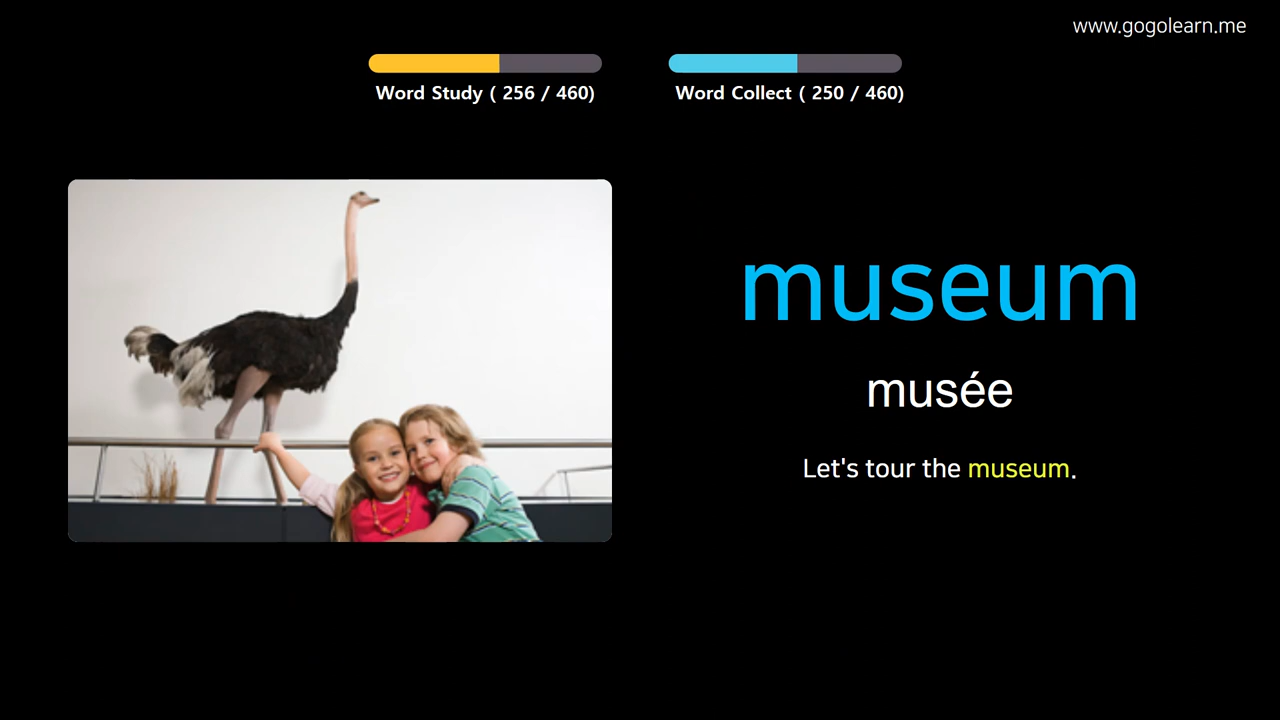 www.gogolearn.me
Word Study ( 256 / 460)
Word Collect ( 250 / 460)
museum
musée
Let's tour the museum.